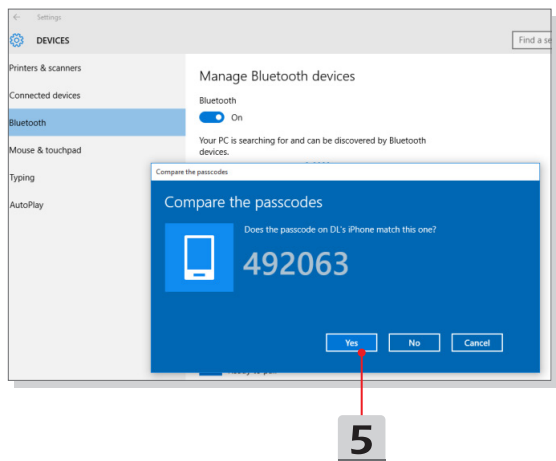 Settings
DEVICES
Find a se
Printers & scanners
Connected devices
Bluetooth
Mouse & touchpad
Typing
AutoPlay
Manage Bluetooth devices
Bluetooth
On
Your PC is searching for and can be discovered by Bluetooth
devices.
Compare the passcodes
Compare the passcodes
Does the passcode on DL's iPhone match this one?
492063
Yes No Cancel
5